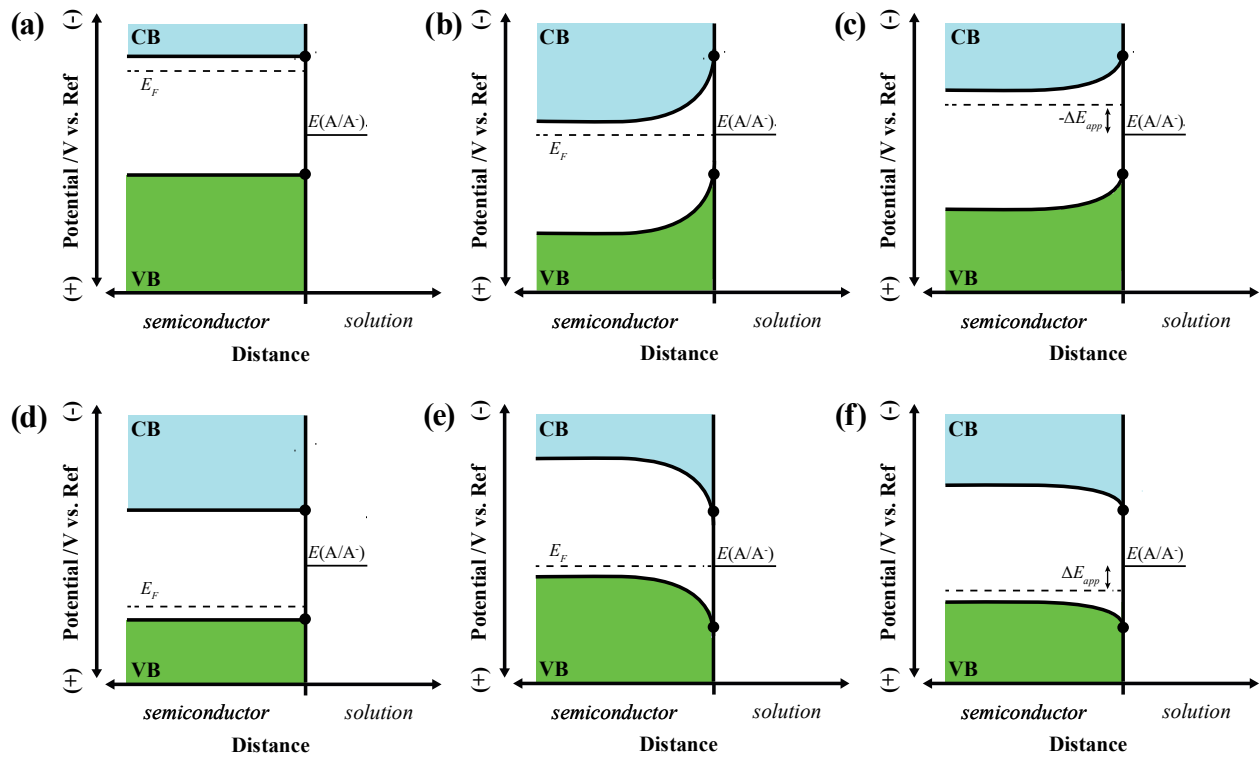 (a)
(-)
Potential /V vs. Ref
(+)
CB
E_F
E(A/A⁻).
VB
semiconductor
solution
Distance
(b)
(-)
Potential /V vs. Ref
(+)
CB
E_F
E(A/A⁻).
VB
semiconductor
solution
Distance
(c)
(-)
Potential /V vs. Ref
(+)
CB
-ΔE_app
E(A/A⁻).
VB
semiconductor
solution
Distance
(d)
(-)
Potential /V vs. Ref
(+)
CB
E(A/A⁻)
E_F
VB
semiconductor
solution
Distance
(e)
(-)
Potential /V vs. Ref
(+)
CB
E_F
E(A/A⁻)
VB
semiconductor
solution
Distance
(f)
(-)
Potential /V vs. Ref
(+)
CB
E(A/A⁻)
ΔE_app
VB
semiconductor
solution
Distance